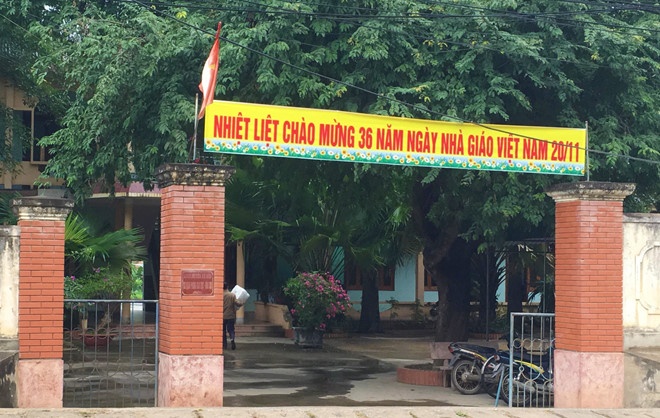 NHIỆT LIỆT CHÀO MỪNG 36 NĂM NGÀY NHÀ GIÁO VIỆT NAM 20/11